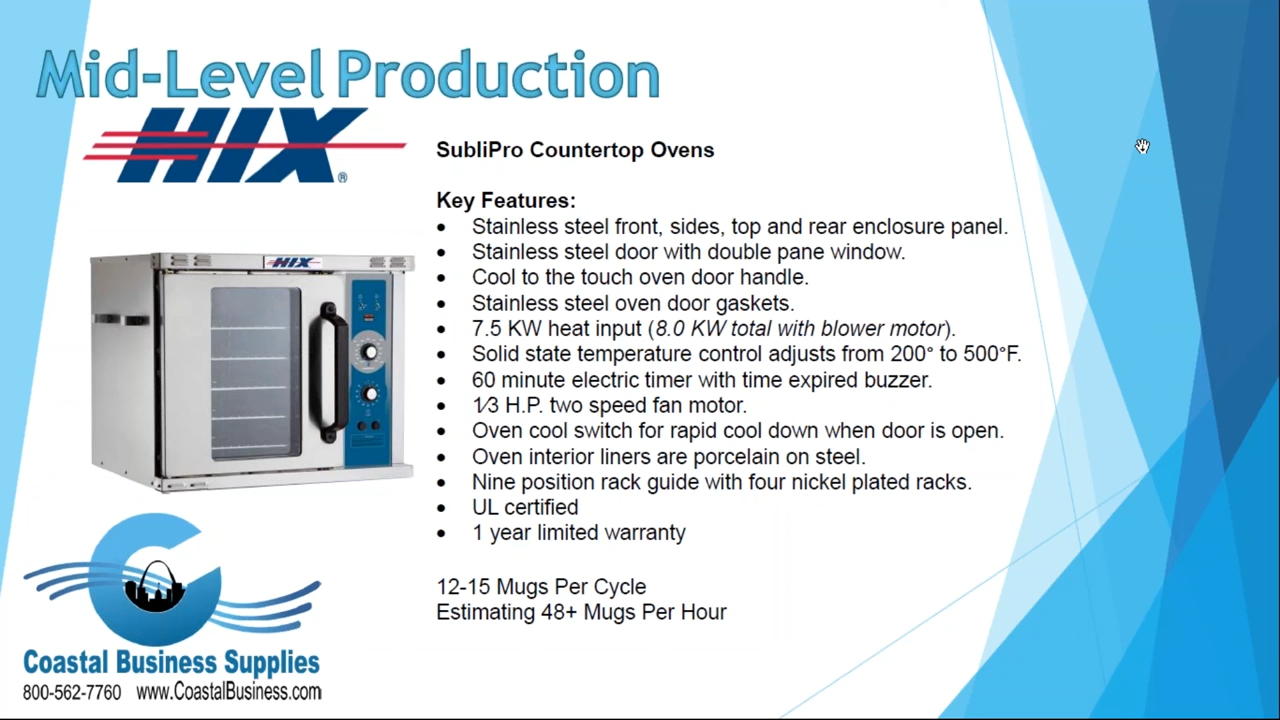 Mid-Level Production
HIX®
SubliPro Countertop Ovens
Key Features:
• Stainless steel front, sides, top and rear enclosure panel.
• Stainless steel door with double pane window.
• Cool to the touch oven door handle.
• Stainless steel oven door gaskets.
• 7.5 KW heat input (8.0 KW total with blower motor).
• Solid state temperature control adjusts from 200° to 500°F.
• 60 minute electric timer with time expired buzzer.
• 1⁄3 H.P. two speed fan motor.
• Oven cool switch for rapid cool down when door is open.
• Oven interior liners are porcelain on steel.
• Nine position rack guide with four nickel plated racks.
• UL certified
• 1 year limited warranty
12-15 Mugs Per Cycle
Estimating 48+ Mugs Per Hour
HIX
Coastal Business Supplies
800-562-7760 www.CoastalBusiness.com